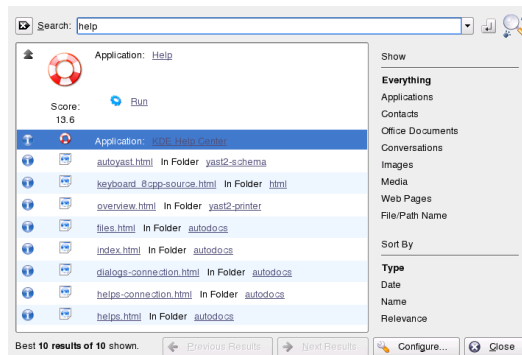 Search: help
Application: Help
Run
Score:
13.6
Application: KDE Help Center
autoyast.html In Folder yast2-schema
keyboard_8cpp-source.html In Folder html
overview.html In Folder yast2-printer
files.html In Folder autodocs
index.html In Folder autodocs
dialogs-connection.html In Folder autodocs
helps-connection.html In Folder autodocs
helps.html In Folder autodocs
Show
Everything
Applications
Contacts
Office Documents
Conversations
Images
Media
Web Pages
File/Path Name
Sort By
Type
Date
Name
Relevance
Best 10 results of 10 shown.
Previous Results
Next Results
Configure...
Close